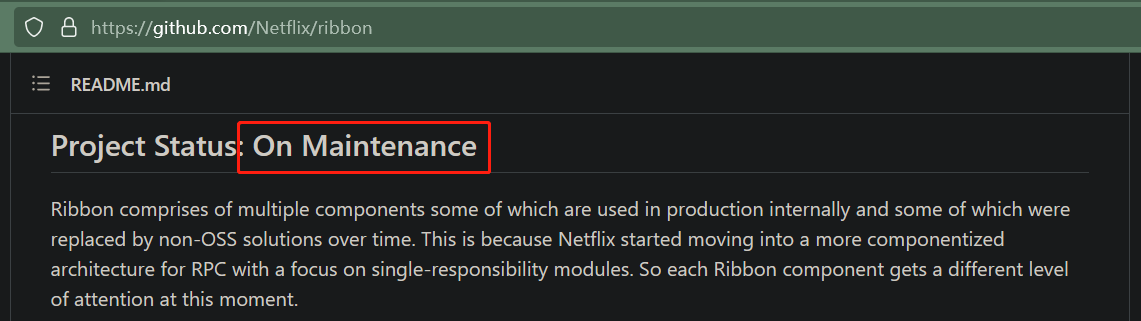 https://github.com/Netflix/ribbon
README.md
Project Status: On Maintenance
Ribbon comprises of multiple components some of which are used in production internally and some of which were
replaced by non-OSS solutions over time. This is because Netflix started moving into a more componentized
architecture for RPC with a focus on single-responsibility modules. So each Ribbon component gets a different level
of attention at this moment.